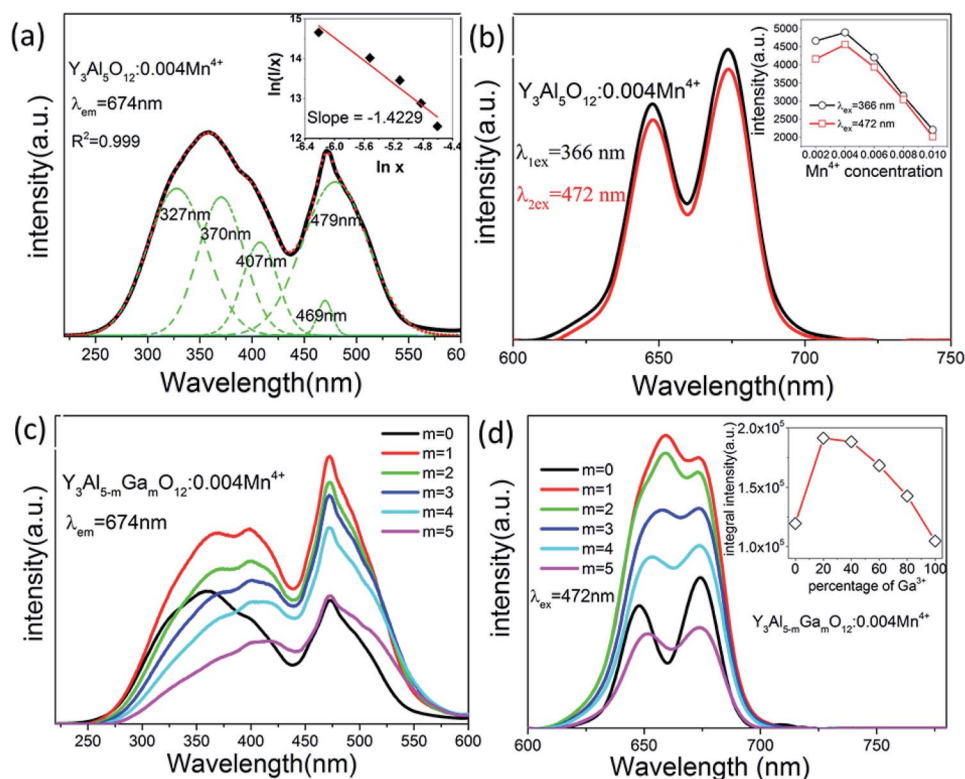 (a)
Y₃Al₅O₁₂:0.004Mn⁴⁺
λem=674nm
R²=0.999
327nm
370nm
407nm
479nm
469nm
intensity(a.u.)
250 300 350 400 450 500 550 600
Wavelength(nm)
ln(I/x)
15
14
13
12
Slope = -1.4229
-6.4 -6.0 -5.6 -5.2 -4.8 -4.4
ln x
(b)
Y₃Al₅O₁₂:0.004Mn⁴⁺
λ1ex=366 nm
λ2ex=472 nm
intensity(a.u.)
600 650 700 750
Wavelength(nm)
intensity(a.u.)
5000
4500
4000
3500
3000
2500
2000
λex=366 nm
λex=472 nm
0.002 0.004 0.006 0.008 0.010
Mn⁴⁺ concentration
(c)
Y₃Al₅₋mGamO₁₂:0.004Mn⁴⁺
λem=674nm
m=0
m=1
m=2
m=3
m=4
m=5
intensity(a.u.)
250 300 350 400 450 500 550 600
Wavelength(nm)
(d)
m=0
m=1
m=2
m=3
m=4
m=5
λex=472nm
intensity(a.u.)
600 650 700 750
Wavelength (nm)
integral intensity(a.u.)
2.0x10⁵
1.5x10⁵
1.0x10⁵
0 20 40 60 80 100
percentage of Ga³⁺
Y₃Al₅₋mGamO₁₂:0.004Mn⁴⁺